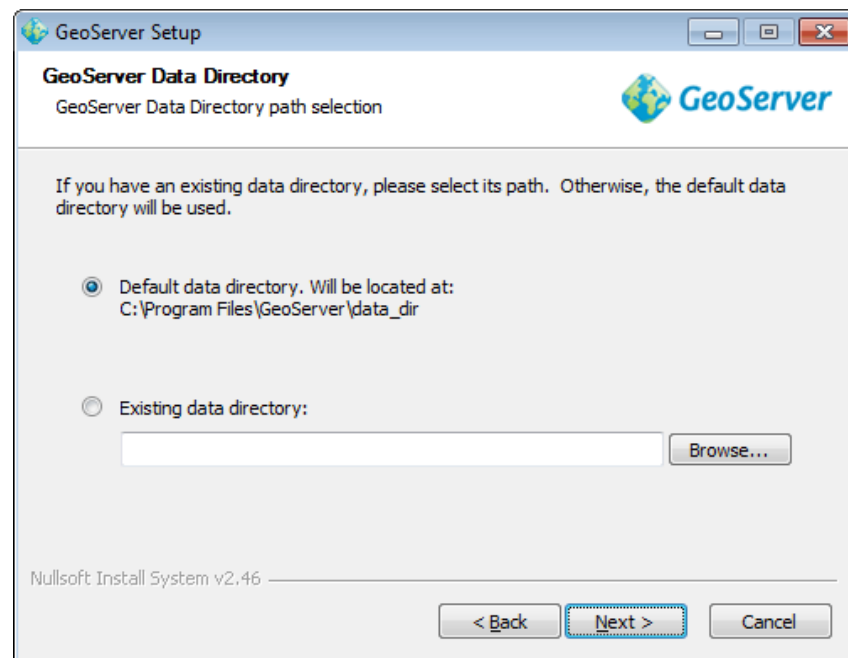 GeoServer Setup
GeoServer Data Directory
GeoServer Data Directory path selection
GeoServer
If you have an existing data directory, please select its path.  Otherwise, the default data
directory will be used.
Default data directory. Will be located at:
C:\Program Files\GeoServer\data_dir
Existing data directory:
Browse...
Nullsoft Install System v2.46
< Back
Next >
Cancel